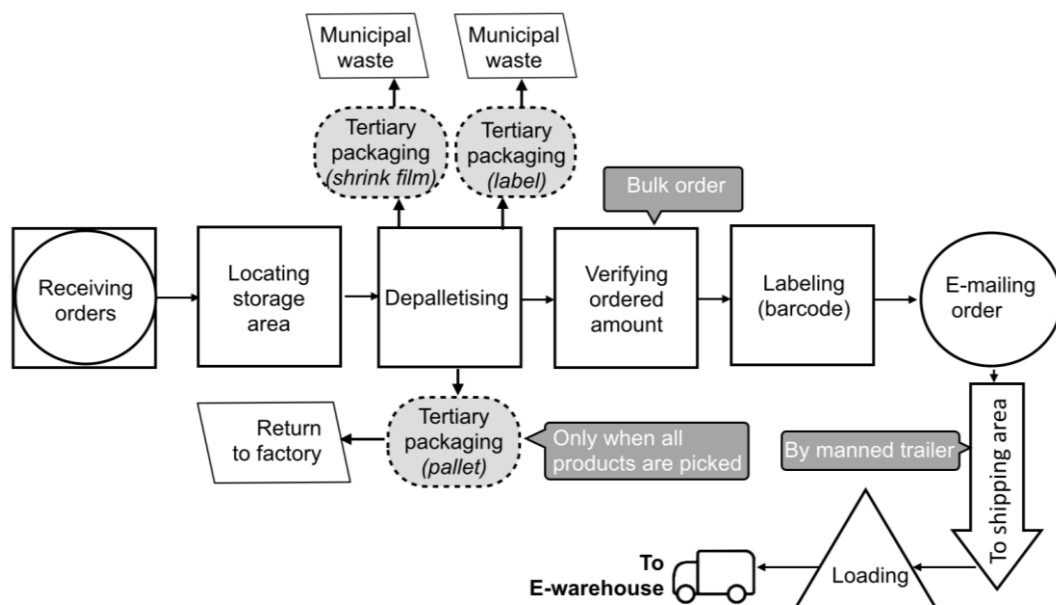 Municipal
waste
Municipal
waste
Tertiary
packaging
(shrink film)
Tertiary
packaging
(label)
Bulk order
Receiving
orders
Locating
storage
area
Depalletising
Verifying
ordered
amount
Labeling
(barcode)
E-mailing
order
Return
to factory
Tertiary
packaging
(pallet)
Only when all
products are picked
By manned trailer
To shipping area
To
E-warehouse
Loading